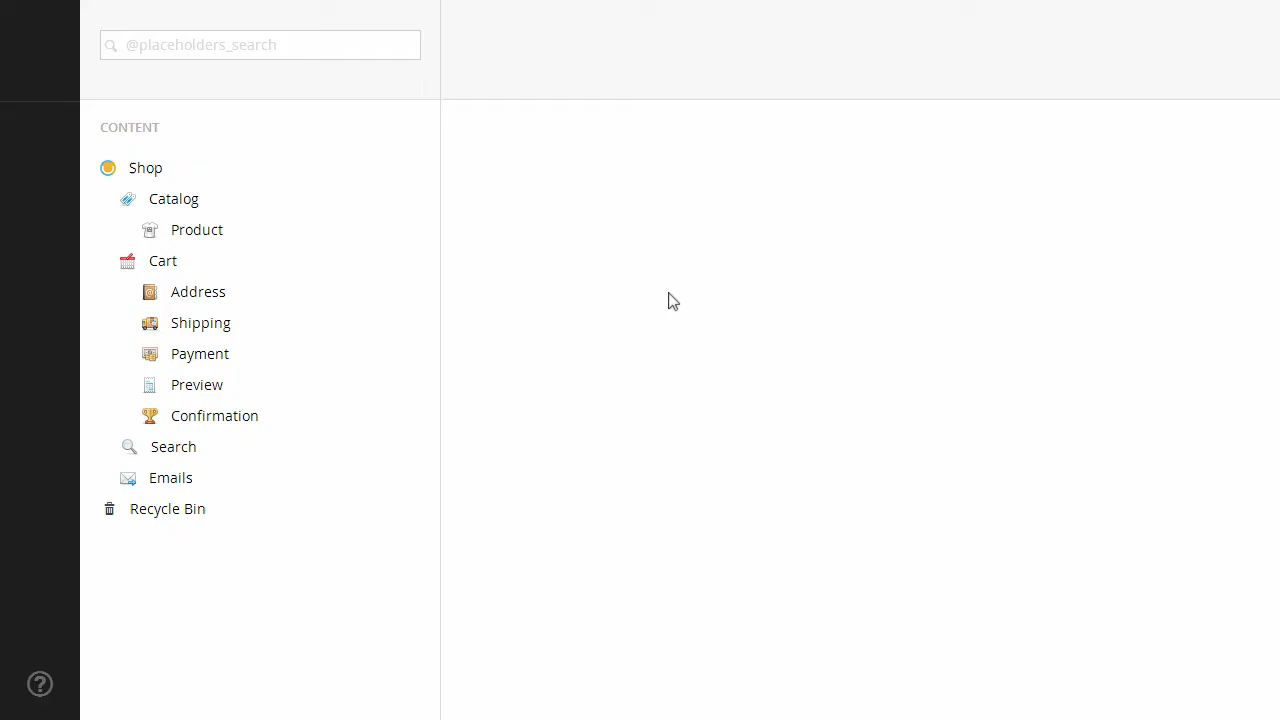 @placeholders_search
CONTENT
Shop
Catalog
Product
Cart
Address
Shipping
Payment
Preview
Confirmation
Search
Emails
Recycle Bin
?